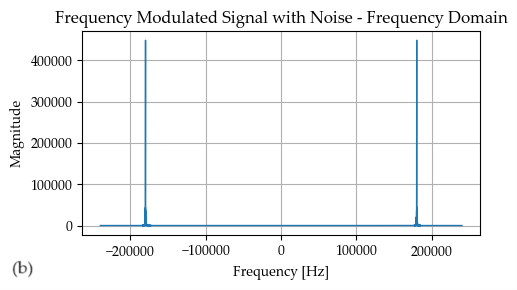 Frequency Modulated Signal with Noise - Frequency Domain
400000
300000
200000
100000
0
Magnitude
−200000 −100000 0 100000 200000
Frequency [Hz]
(b)